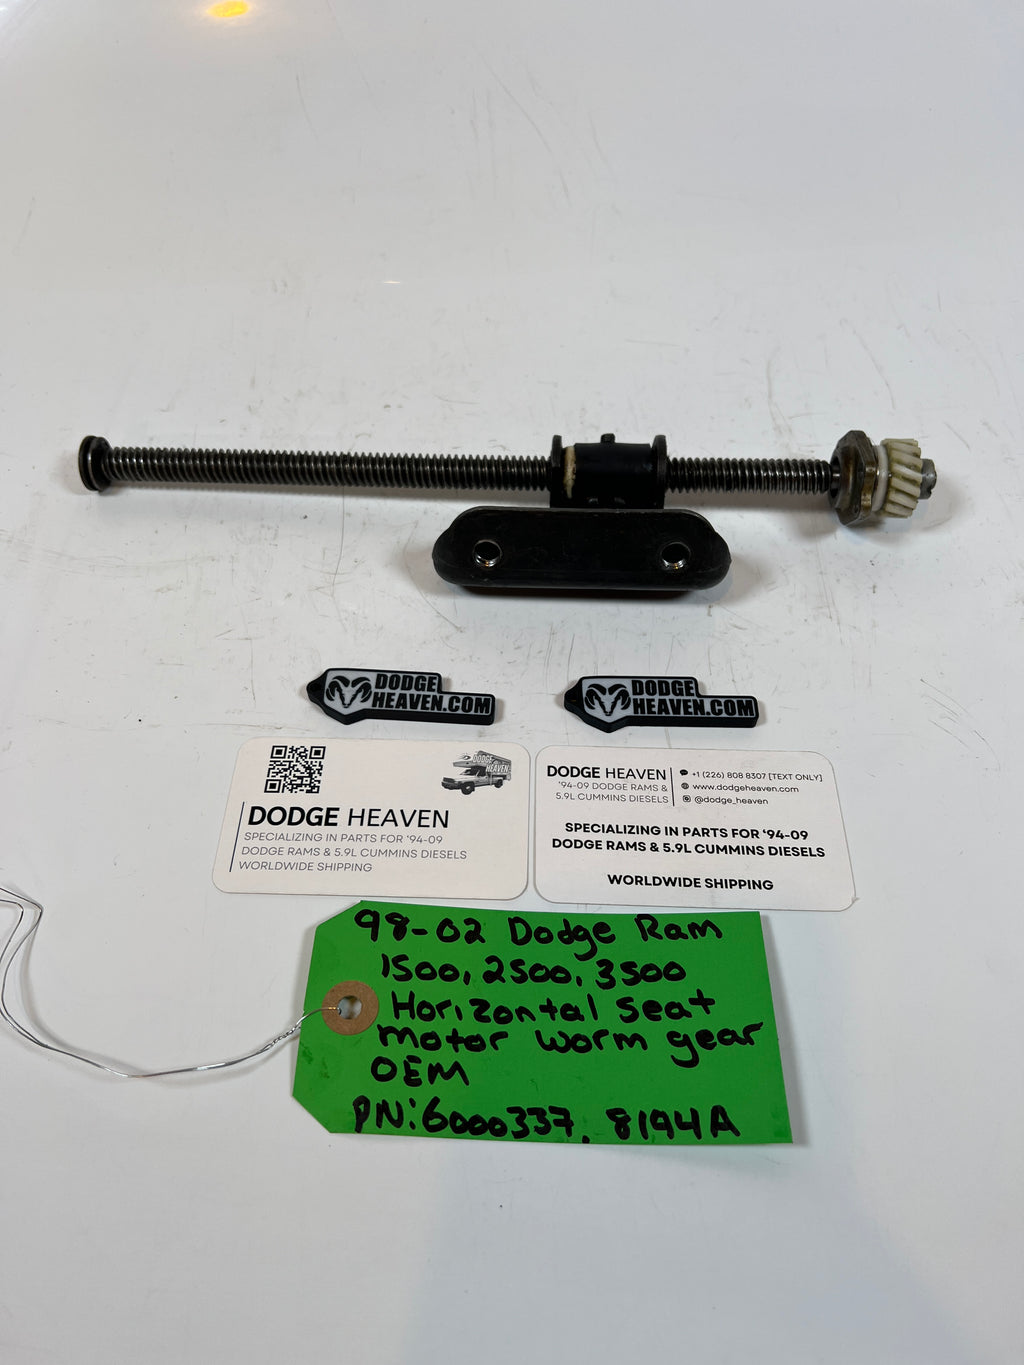 DODGE
HEAVEN.COM
DODGE
HEAVEN.COM
DODGE
HEAVEN
DODGE HEAVEN
SPECIALIZING IN PARTS FOR '94-09
DODGE RAMS & 5.9L CUMMINS DIESELS
WORLDWIDE SHIPPING
DODGE HEAVEN
'94-09 DODGE RAMS &
5.9L CUMMINS DIESELS
+1 (226) 808 8307 [TEXT ONLY]
www.dodgeheaven.com
@dodge_heaven
SPECIALIZING IN PARTS FOR '94-09
DODGE RAMS & 5.9L CUMMINS DIESELS
WORLDWIDE SHIPPING
98-02 Dodge Ram
1500, 2500, 3500
Horizontal Seat
motor worm gear
OEM
PN: 6000337, 8194A